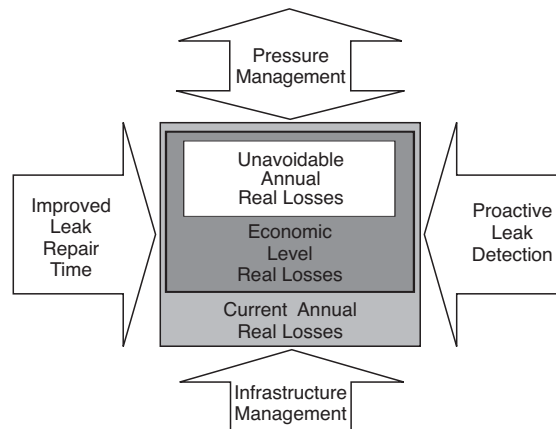 Pressure
Management
Unavoidable
Annual
Real Losses
Improved
Leak
Repair
Time
Economic
Level
Real Losses
Proactive
Leak
Detection
Current Annual
Real Losses
Infrastructure
Management